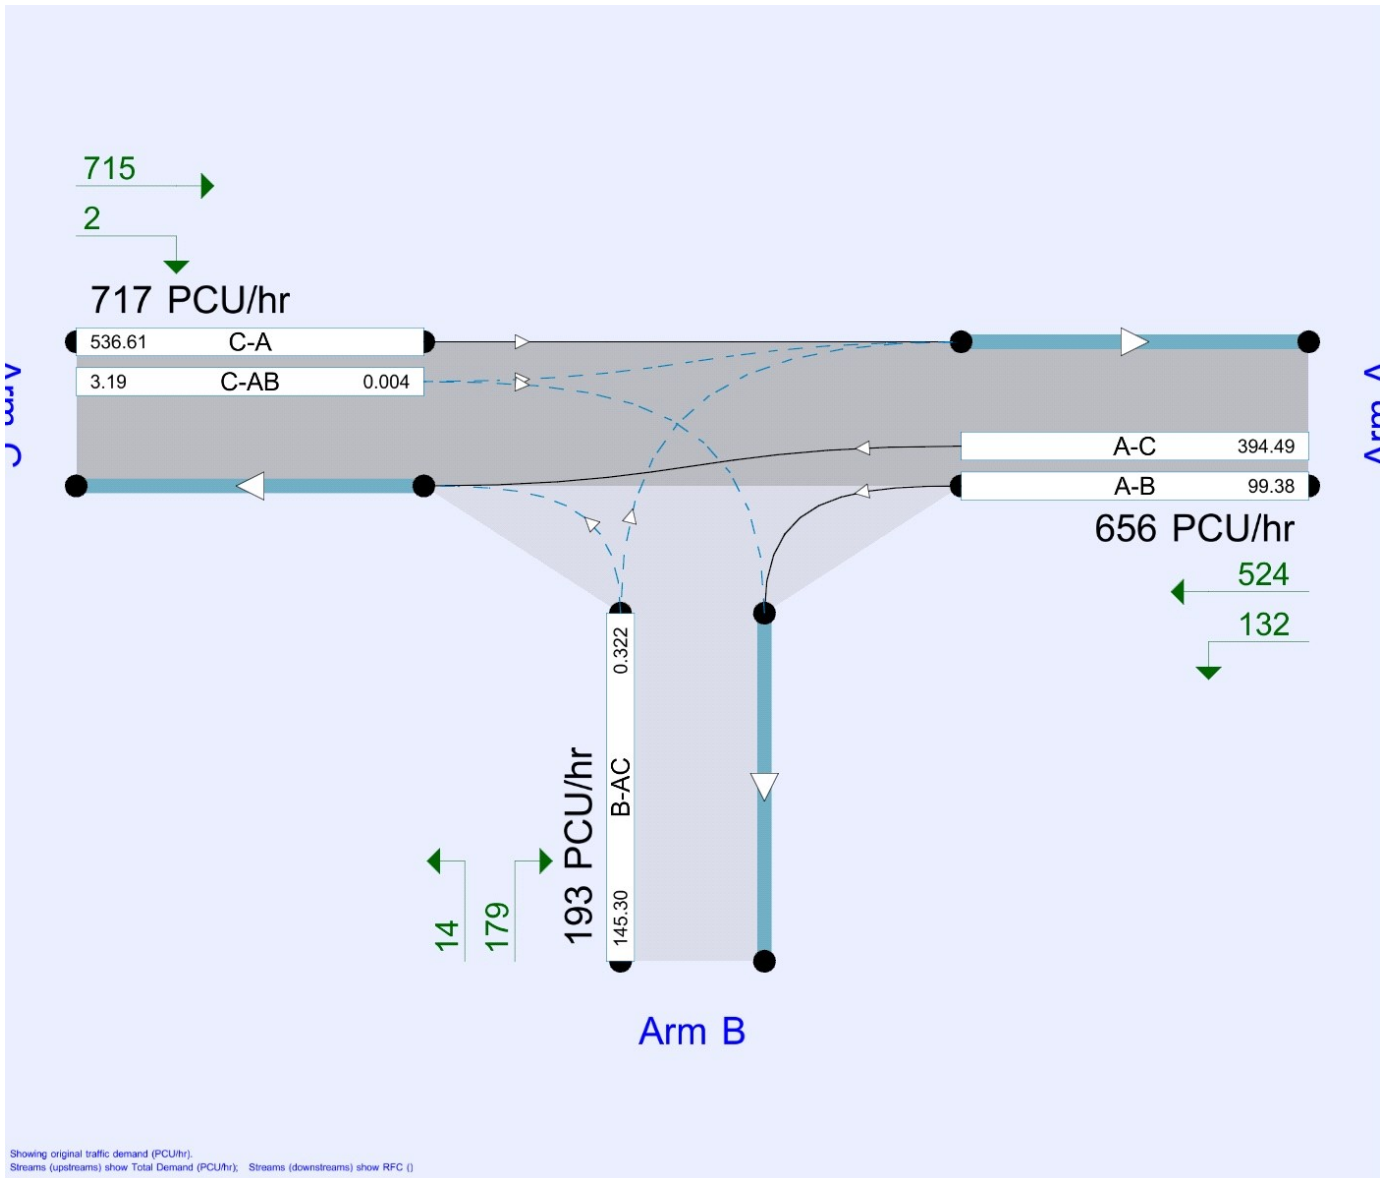 715
2
717 PCU/hr
536.61 C-A
3.19 C-AB 0.004
A-C 394.49
A-B 99.38
656 PCU/hr
524
132
0.322 B-AC 145.30
193 PCU/hr
14
179
Arm C
Arm A
Arm B
Showing original traffic demand (PCU/hr).
Streams (upstreams) show Total Demand (PCU/hr); Streams (downstreams) show RFC ()